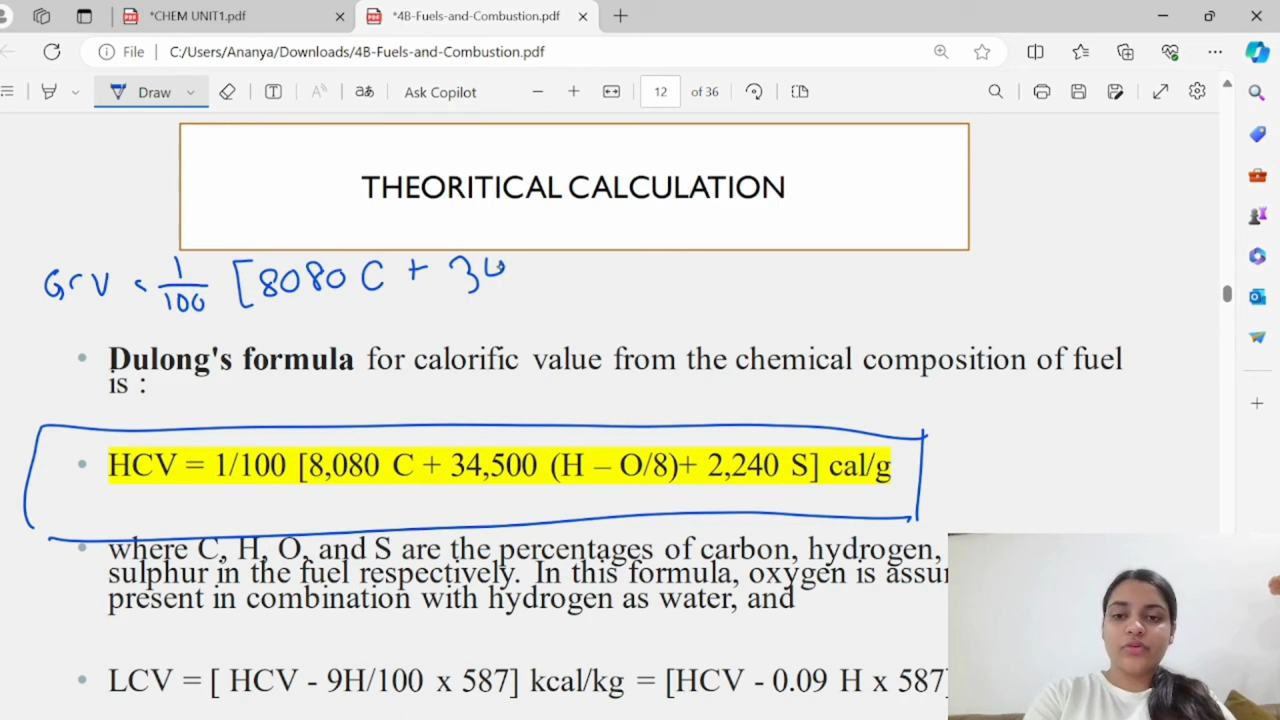 *CHEM UNIT1.pdf
*4B-Fuels-and-Combustion.pdf
File C:/Users/Ananya/Downloads/4B-Fuels-and-Combustion.pdf
Draw Ask Copilot 12 of 36
THEORITICAL CALCULATION
GCV = 1/100 [8080 C + 34
• Dulong's formula for calorific value from the chemical composition of fuel
is :
• HCV = 1/100 [8,080 C + 34,500 (H – O/8)+ 2,240 S] cal/g
• where C, H, O, and S are the percentages of carbon, hydrogen,
sulphur in the fuel respectively. In this formula, oxygen is assu
present in combination with hydrogen as water, and
• LCV = [ HCV - 9H/100 x 587] kcal/kg = [HCV - 0.09 H x 587]